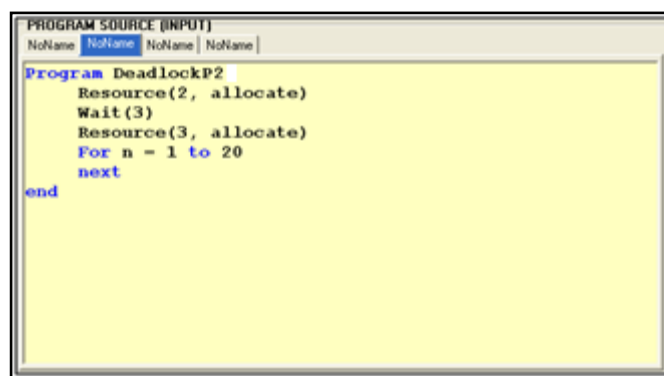 PROGRAM SOURCE (INPUT)
NoName NoName NoName NoName
Program DeadlockP2
Resource(2, allocate)
Wait(3)
Resource(3, allocate)
For n = 1 to 20
next
end